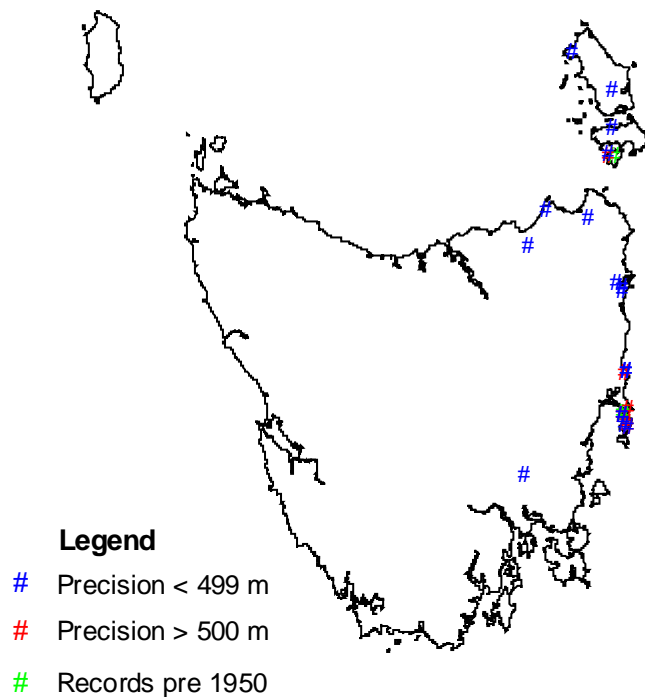 Legend
# Precision < 499 m
# Precision > 500 m
# Records pre 1950